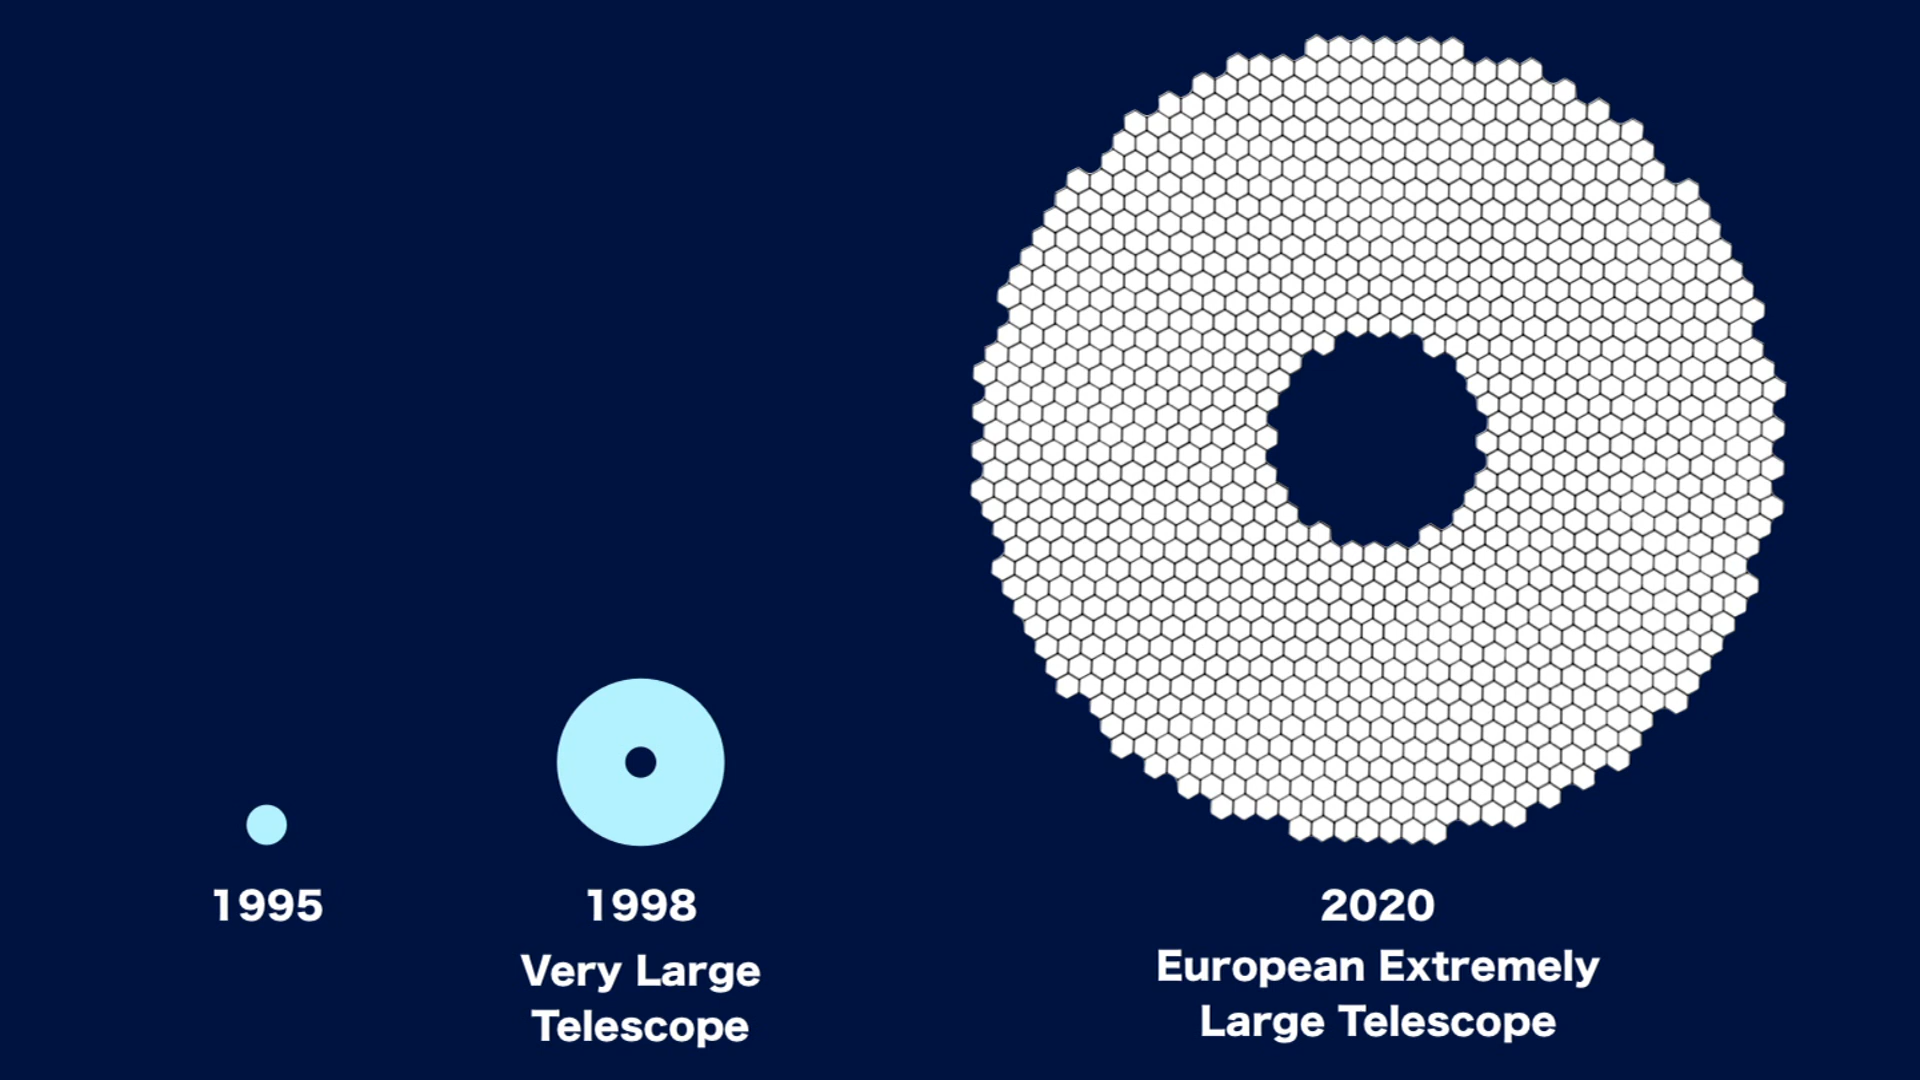 1995
1998
Very Large
Telescope
2020
European Extremely
Large Telescope